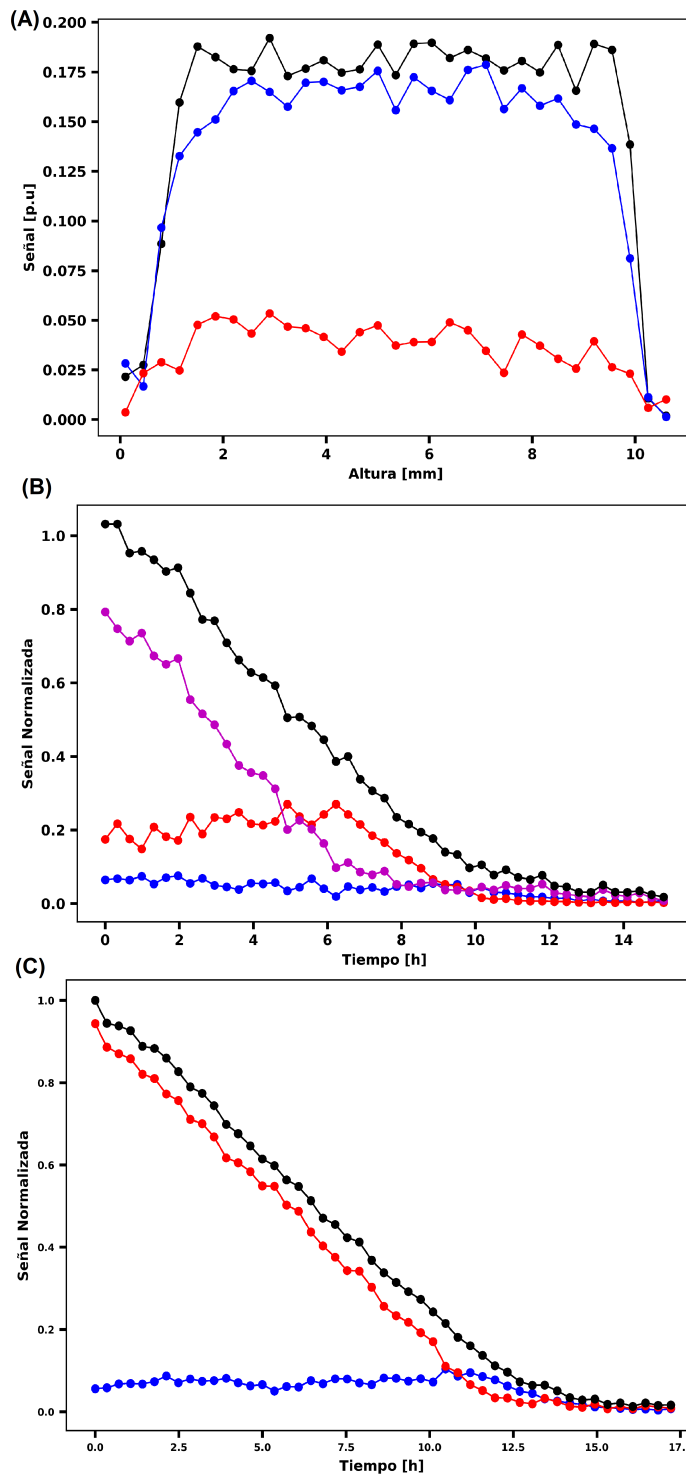 (A)
0.200
0.175
0.150
0.125
0.100
0.075
0.050
0.025
0.000
Señal [p.u]
0 2 4 6 8 10
Altura [mm]
(B)
1.0
0.8
0.6
0.4
0.2
0.0
Señal Normalizada
0 2 4 6 8 10 12 14
Tiempo [h]
(C)
1.0
0.8
0.6
0.4
0.2
0.0
Señal Normalizada
0.0 2.5 5.0 7.5 10.0 12.5 15.0 17.
Tiempo [h]